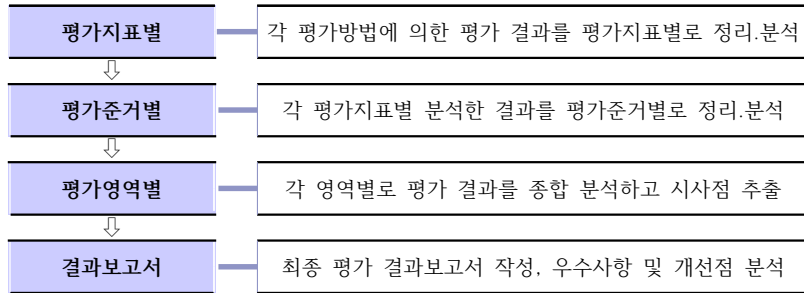 평가지표별
각 평가방법에 의한 평가 결과를 평가지표별로 정리.분석
평가준거별
각 평가지표별 분석한 결과를 평가준거별로 정리.분석
평가영역별
각 영역별로 평가 결과를 종합 분석하고 시사점 추출
결과보고서
최종 평가 결과보고서 작성, 우수사항 및 개선점 분석